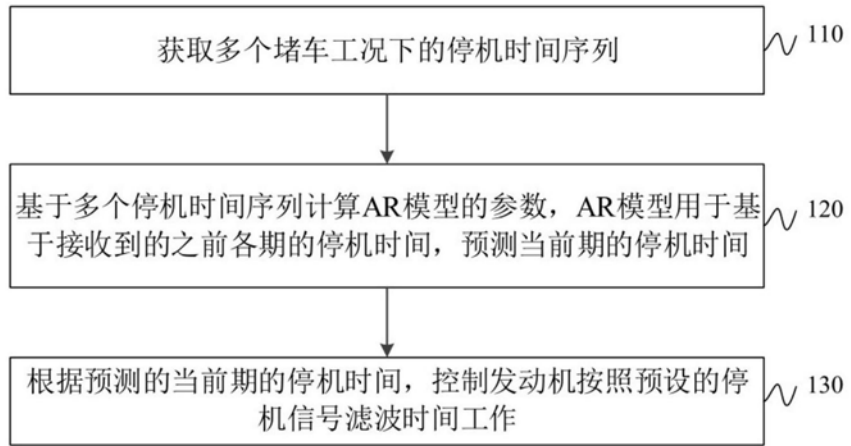 获取多个堵车工况下的停机时间序列
110
基于多个停机时间序列计算AR模型的参数，AR模型用于基
于接收到的之前各期的停机时间，预测当前期的停机时间
120
根据预测的当前期的停机时间，控制发动机按照预设的停
机信号滤波时间工作
130